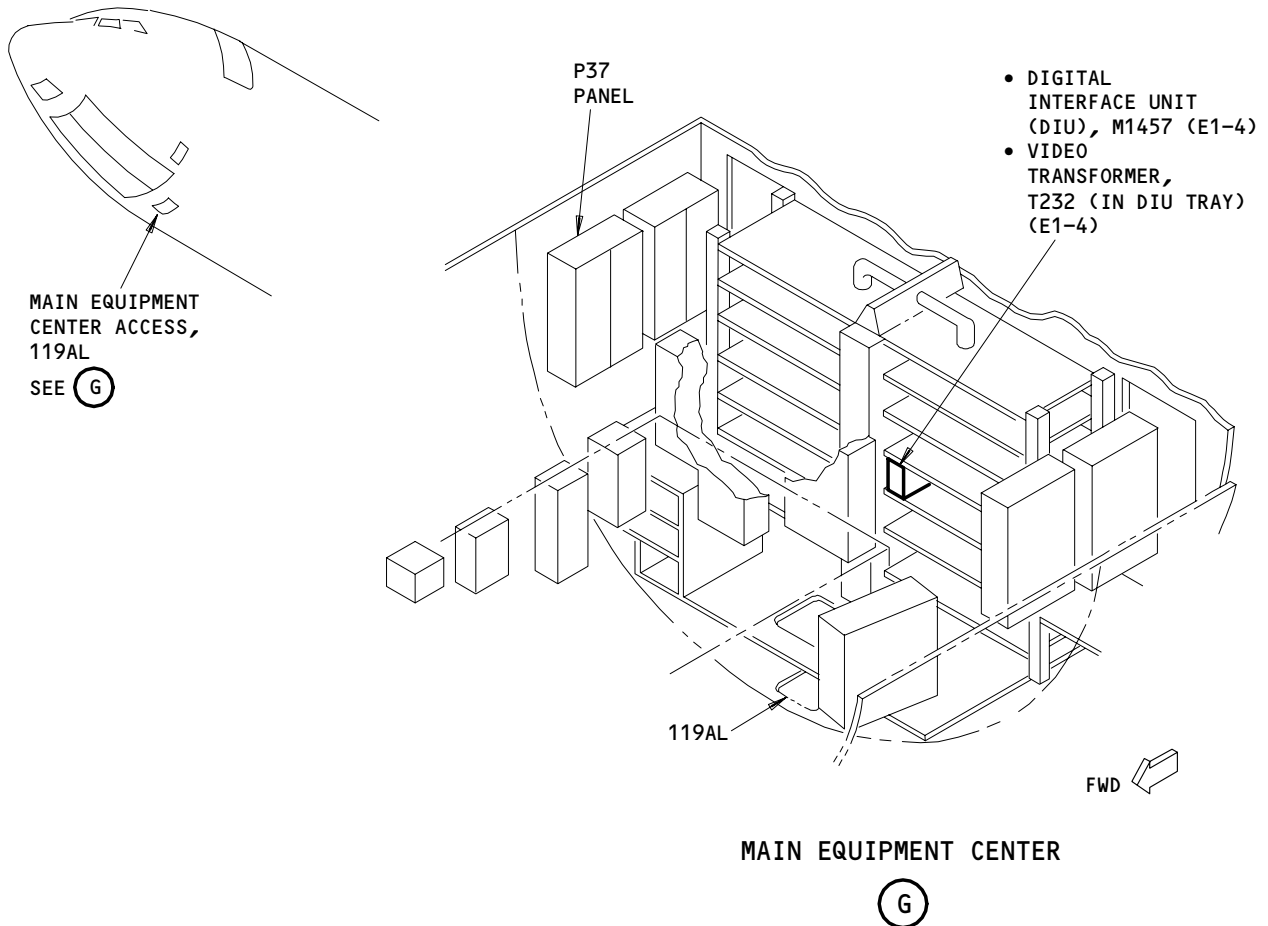 P37
PANEL
• DIGITAL
INTERFACE UNIT
(DIU), M1457 (E1-4)
• VIDEO
TRANSFORMER,
T232 (IN DIU TRAY)
(E1-4)
MAIN EQUIPMENT
CENTER ACCESS,
119AL
SEE G
119AL
FWD
MAIN EQUIPMENT CENTER
G